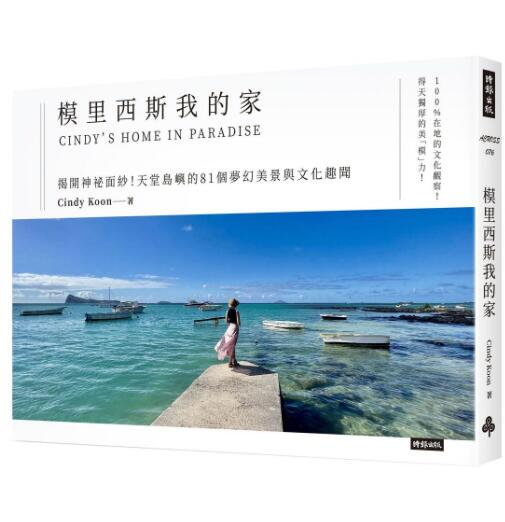 模里西斯我的家
CINDY'S HOME IN PARADISE
揭開神祕面紗！天堂島嶼的81個夢幻美景與文化趣聞
Cindy Koon──著
100%在地的文化觀察！
得天獨厚的美「模」力！
時報出版
時報出版
ACROSS
076
模里西斯我的家
Cindy Koon 著